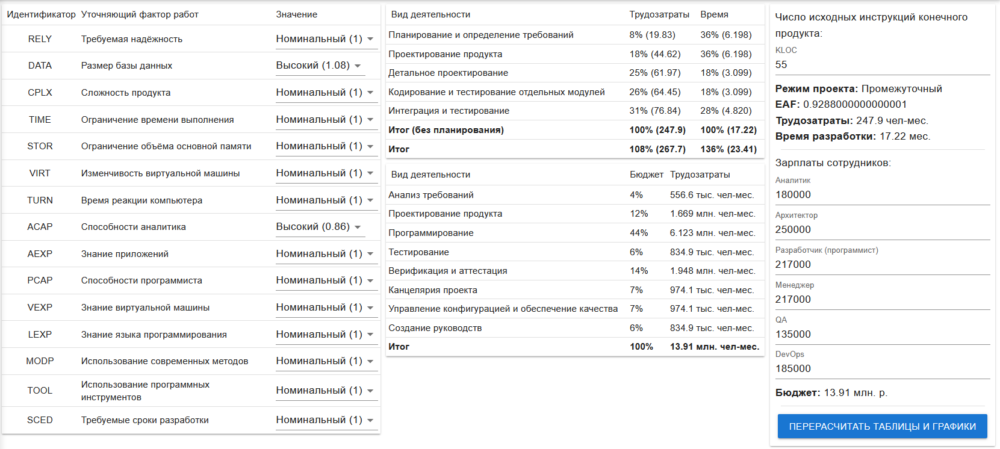 Идентификатор Уточняющий фактор работ Значение
RELY Требуемая надёжность Номинальный (1)
DATA Размер базы данных Высокий (1.08)
CPLX Сложность продукта Номинальный (1)
TIME Ограничение времени выполнения Номинальный (1)
STOR Ограничение объёма основной памяти Номинальный (1)
VIRT Изменчивость виртуальной машины Номинальный (1)
TURN Время реакции компьютера Номинальный (1)
ACAP Способности аналитика Высокий (0.86)
AEXP Знание приложений Номинальный (1)
PCAP Способности программиста Номинальный (1)
VEXP Знание виртуальной машины Номинальный (1)
LEXP Знание языка программирования Номинальный (1)
MODP Использование современных методов Номинальный (1)
TOOL Использование программных
инструментов Номинальный (1)
SCED Требуемые сроки разработки Номинальный (1)
Вид деятельности Трудозатраты Время
Планирование и определение требований 8% (19.83) 36% (6.198)
Проектирование продукта 18% (44.62) 36% (6.198)
Детальное проектирование 25% (61.97) 18% (3.099)
Кодирование и тестирование отдельных модулей 26% (64.45) 18% (3.099)
Интеграция и тестирование 31% (76.84) 28% (4.820)
Итог (без планирования) 100% (247.9) 100% (17.22)
Итог 108% (267.7) 136% (23.41)
Вид деятельности Бюджет Трудозатраты
Анализ требований 4% 556.6 тыс. чел-мес.
Проектирование продукта 12% 1.669 млн. чел-мес.
Программирование 44% 6.123 млн. чел-мес.
Тестирование 6% 834.9 тыс. чел-мес.
Верификация и аттестация 14% 1.948 млн. чел-мес.
Канцелярия проекта 7% 974.1 тыс. чел-мес.
Управление конфигурацией и обеспечение качества 7% 974.1 тыс. чел-мес.
Создание руководств 6% 834.9 тыс. чел-мес.
Итог 100% 13.91 млн. чел-мес.
Число исходных инструкций конечного
продукта:
KLOC
55
Режим проекта: Промежуточный
EAF: 0.9288000000000001
Трудозатраты: 247.9 чел-мес.
Время разработки: 17.22 мес.
Зарплаты сотрудников:
Аналитик
180000
Архитектор
250000
Разработчик (программист)
217000
Менеджер
217000
QA
135000
DevOps
185000
Бюджет: 13.91 млн. р.
ПЕРЕРАСЧИТАТЬ ТАБЛИЦЫ И ГРАФИКИ